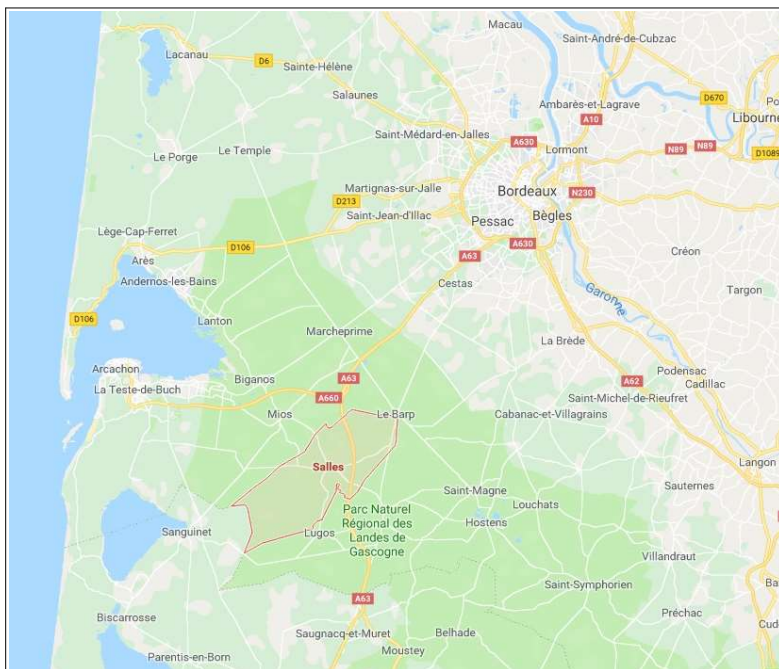 Macau
Saint-André-de-Cubzac
Lacanau
D6
Sainte-Hélène
Salaunes
D670
Ambarès-et-Lagrave
Libourne
A10
Saint-Médard-en-Jalles
A630
Lormont
Le Porge
Le Temple
N89
N89
D1089
Martignas-sur-Jalle
Bordeaux
N230
D213
Saint-Jean-d'Illac
Pessac
Bègles
Lège-Cap-Ferret
D106
A630
Arès
A63
Créon
Andernos-les-Bains
Cestas
Garonne
Targon
D106
Lanton
Marcheprime
La Brède
Arcachon
Podensac
La Teste-de-Buch
Biganos
A63
A62
Cadillac
A660
Saint-Michel-de-Rieufret
Mios
Le-Barp
Cabanac-et-Villagrains
Salles
Langon
Saint-Magne
Sauternes
Louchats
Parc Naturel
Régional des
Landes de
Gascogne
Hostens
Sanguinet
Lugos
Villandraut
Saint-Symphorien
A63
Biscarrosse
Préchac
Saugnacq-et-Muret
Belhade
Moustey
Parentis-en-Born